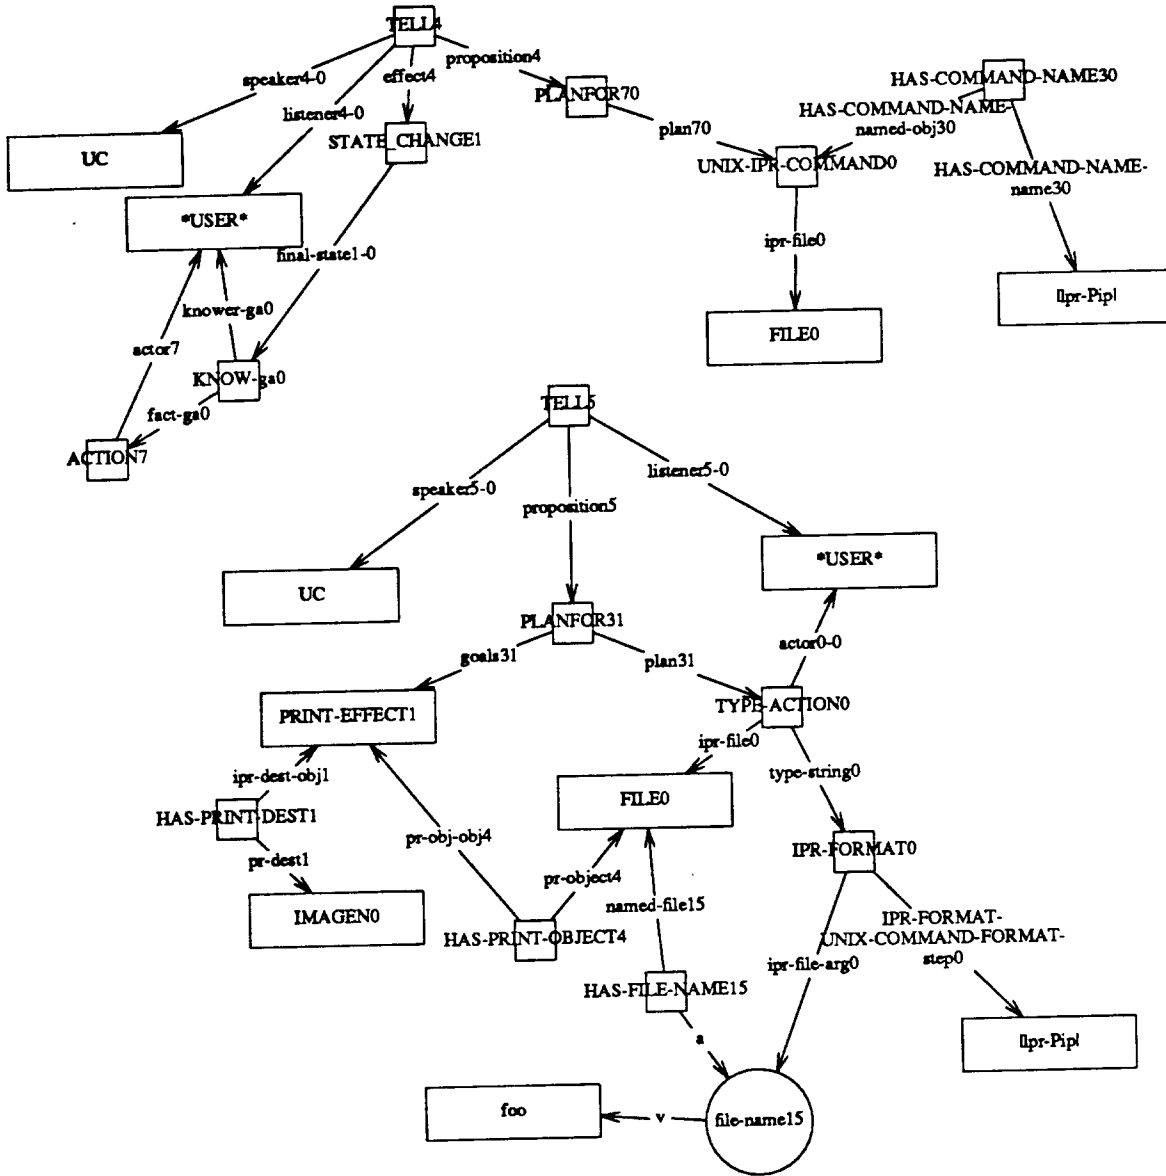 TELL4
proposition4
effect4
speaker4-0
listener4-0
UC
STATE_CHANGE1
*USER*
final-state1-0
knower-ga0
actor7
KNOW-ga0
fact-ga0
ACTION7
PLANFOR70
plan70
HAS-COMMAND-NAME30
HAS-COMMAND-NAME-
named-obj30
UNIX-IPR-COMMAND0
HAS-COMMAND-NAME-
name30
ipr-file0
FILE0
|lpr-Pip|
TELL5
speaker5-0
proposition5
listener5-0
UC
*USER*
PLANFOR31
goals31
plan31
actor0-0
PRINT-EFFECT1
TYPE-ACTION0
ipr-file0
type-string0
ipr-dest-obj1
HAS-PRINT-DEST1
pr-dest1
IMAGEN0
pr-obj-obj4
FILE0
pr-object4
named-file15
HAS-PRINT-OBJECT4
IPR-FORMAT0
IPR-FORMAT-
UNIX-COMMAND-FORMAT-
step0
ipr-file-arg0
HAS-FILE-NAME15
a
|lpr-Pip|
foo
v
file-name15